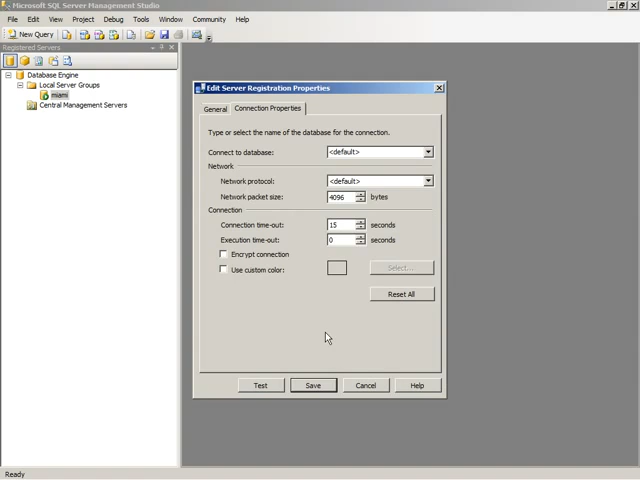 Microsoft SQL Server Management Studio
File Edit View Project Debug Tools Window Community Help
New Query
Registered Servers
Database Engine
Local Server Groups
miami
Central Management Servers
Edit Server Registration Properties
General Connection Properties
Type or select the name of the database for the connection.
Connect to database: <default>
Network
Network protocol: <default>
Network packet size: 4096 bytes
Connection
Connection time-out: 15 seconds
Execution time-out: 0 seconds
Encrypt connection
Use custom color: Select...
Reset All
Test Save Cancel Help
Ready